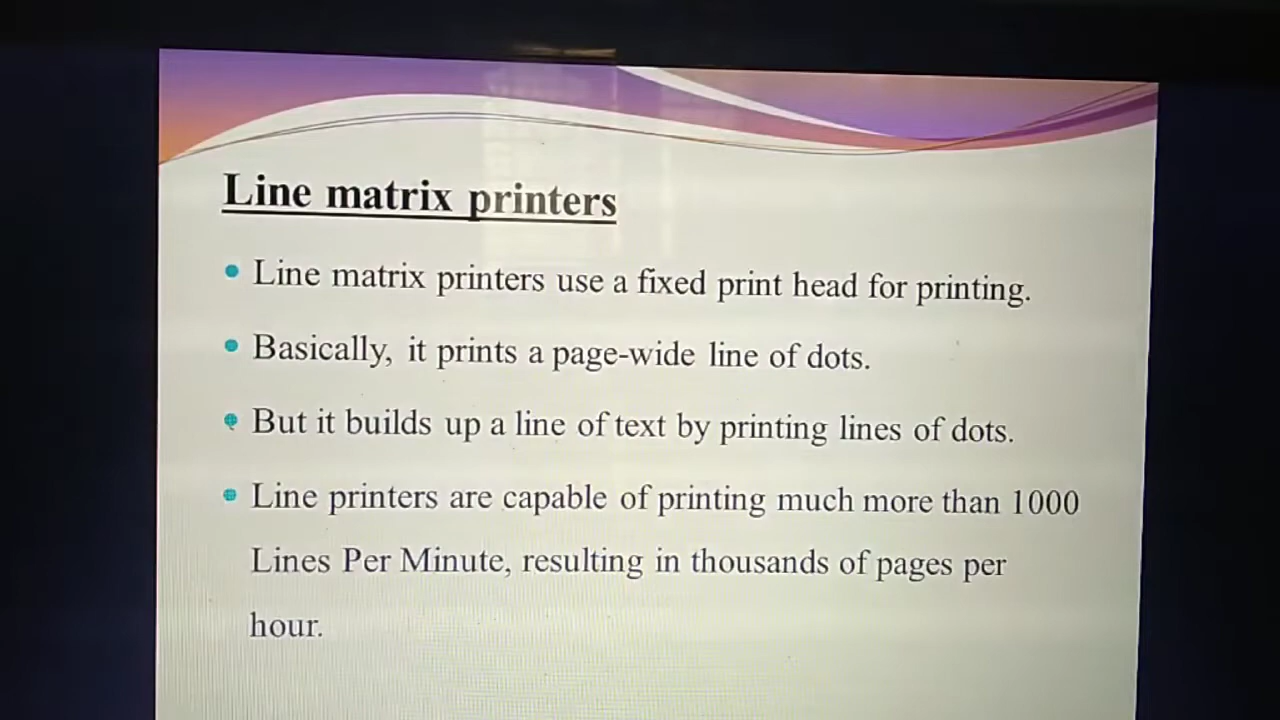 Line matrix printers
Line matrix printers use a fixed print head for printing.
Basically, it prints a page-wide line of dots.
But it builds up a line of text by printing lines of dots.
Line printers are capable of printing much more than 1000
Lines Per Minute, resulting in thousands of pages per
hour.